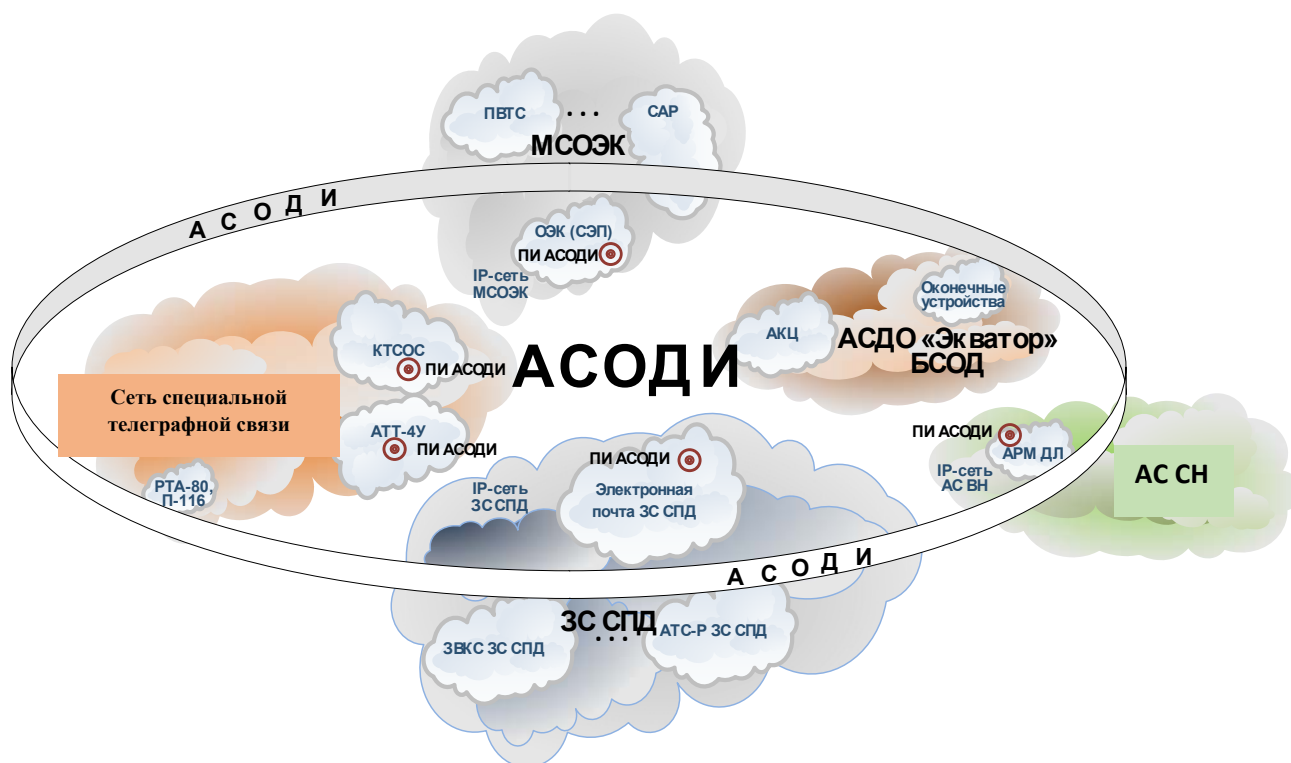 ПВТС
. . .
САР
МСОЭК
АСОДИ
ОЭК (СЭП)
ПИ АСОДИ
IP-сеть
МСОЭК
Оконечные
устройства
АКЦ
АСДО «Экватор»
БСОД
КТСОС
ПИ АСОДИ
АСОДИ
Сеть специальной
телеграфной связи
АТТ-4У
ПИ АСОДИ
РТА-80,
П-116
ПИ АСОДИ
IP-сеть
ЗС СПД
Электронная
почта ЗС СПД
ПИ АСОДИ
АРМ ДЛ
IP-сеть
АС ВН
АС СН
АСОДИ
ЗС СПД
. . .
ЗВКС ЗС СПД
АТС-Р ЗС СПД